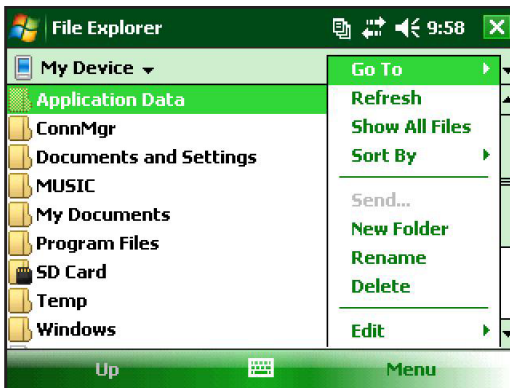 File Explorer 9:58
My Device
Application Data
ConnMgr
Documents and Settings
MUSIC
My Documents
Program Files
SD Card
Temp
Windows
Go To
Refresh
Show All Files
Sort By
Send...
New Folder
Rename
Delete
Edit
Up Menu